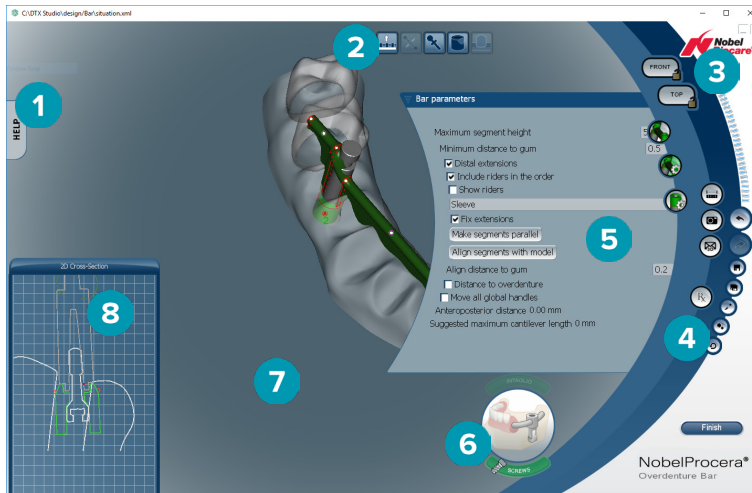 C:\DTX Studio\design/Bar\situation.xml
1
HELP
2
Nobel
Biocare
3
FRONT
TOP
Bar parameters
Maximum segment height 5
Minimum distance to gum 0.5
Distal extensions
Include riders in the order
Show riders
Sleeve
Fix extensions
Make segments parallel
Align segments with model
5
Align distance to gum 0.2
Distance to overdenture
Move all global handles
Anteroposterior distance 0.00 mm
Suggested maximum cantilever length 0 mm
Rx
4
2D Cross-Section
8
7
6
SCREWS
Finish
NobelProcera®
Overdenture Bar